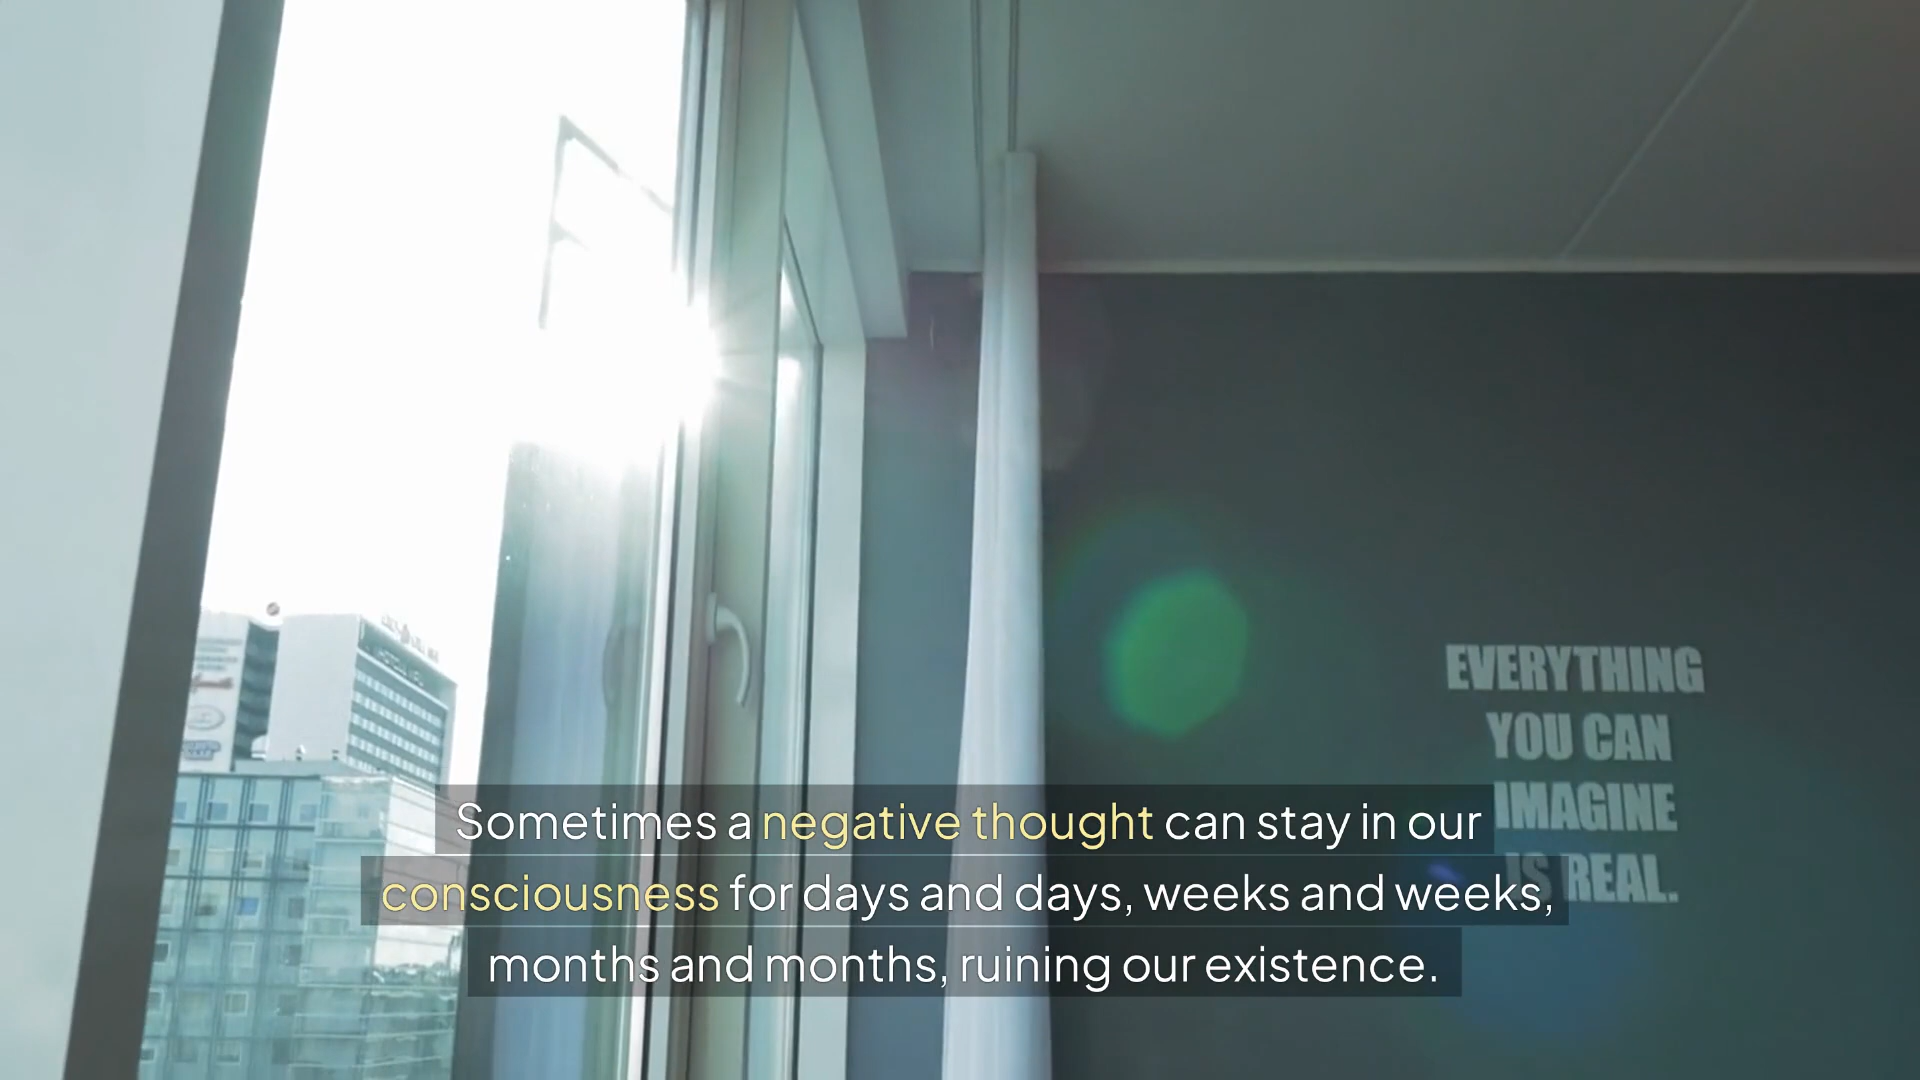 EVERYTHING
YOU CAN
IMAGINE
IS REAL.
Sometimes a negative thought can stay in our
consciousness for days and days, weeks and weeks,
months and months, ruining our existence.